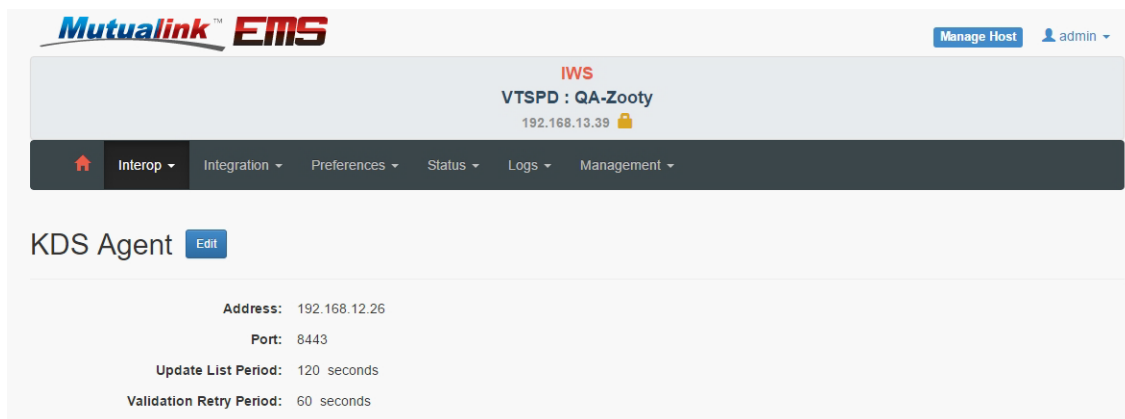 Mutualink™ EMS
Manage Host admin
IWS
VTSPD : QA-Zooty
192.168.13.39
Interop Integration Preferences Status Logs Management
KDS Agent Edit
Address: 192.168.12.26
Port: 8443
Update List Period: 120 seconds
Validation Retry Period: 60 seconds